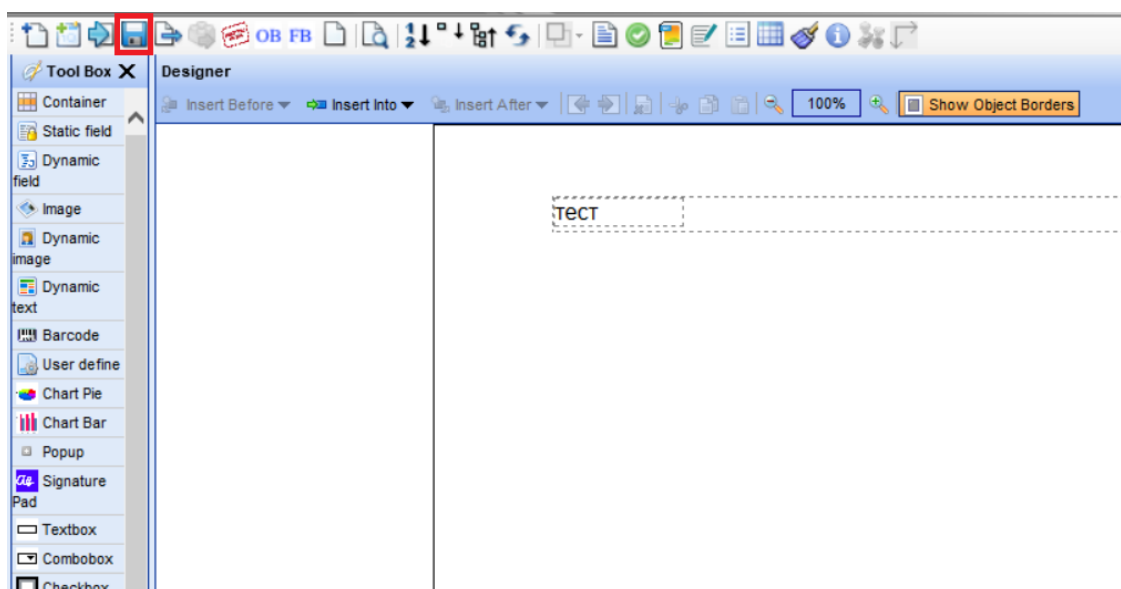 OB FB
Tool Box X
Designer
Container
Insert Before
Insert Into
Insert After
100%
Show Object Borders
Static field
Dynamic
field
Image
Dynamic
image
Dynamic
text
Barcode
User define
Chart Pie
Chart Bar
Popup
Signature
Pad
Textbox
Combobox
Checkbox
тест